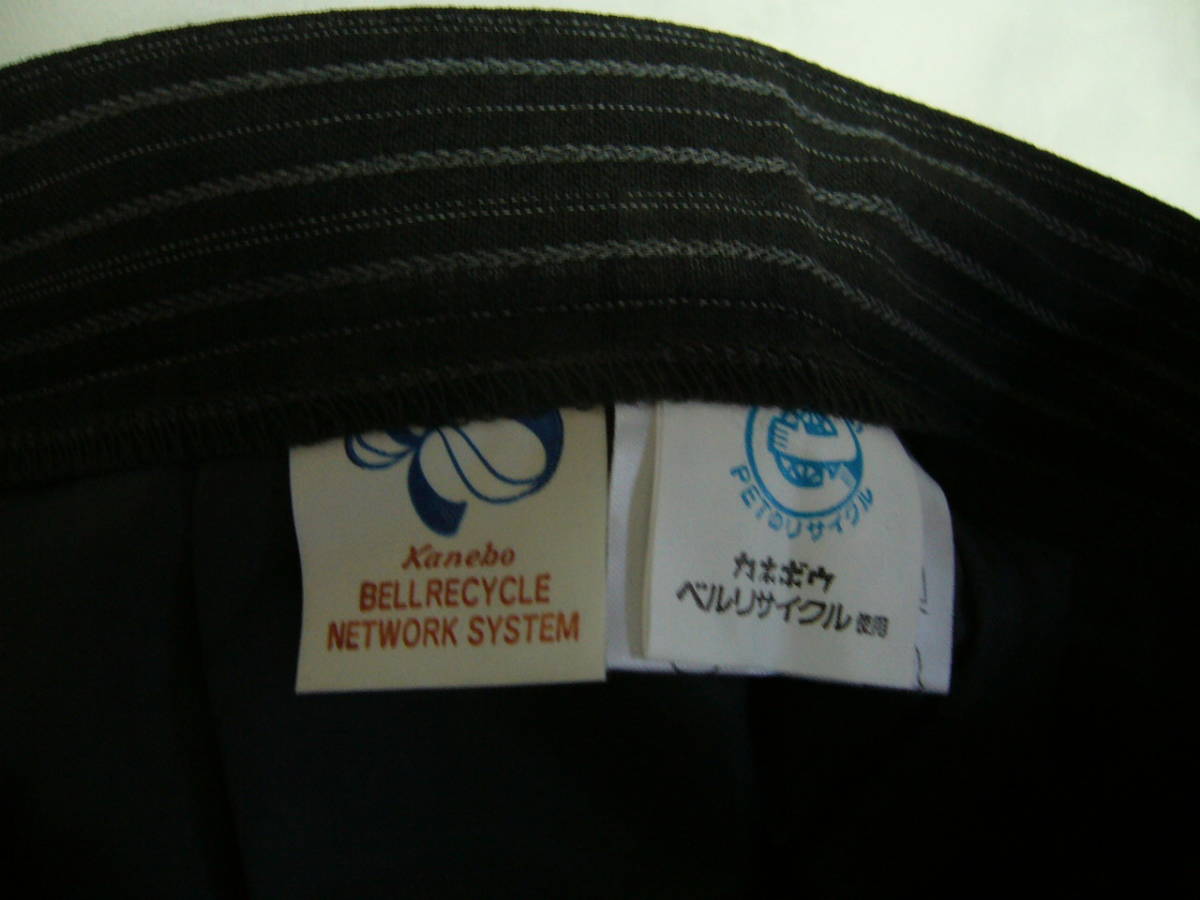 Kanebo
BELLRECYCLE
NETWORK SYSTEM
PETのリサイクル
カネボウ
ベルリサイクル使用